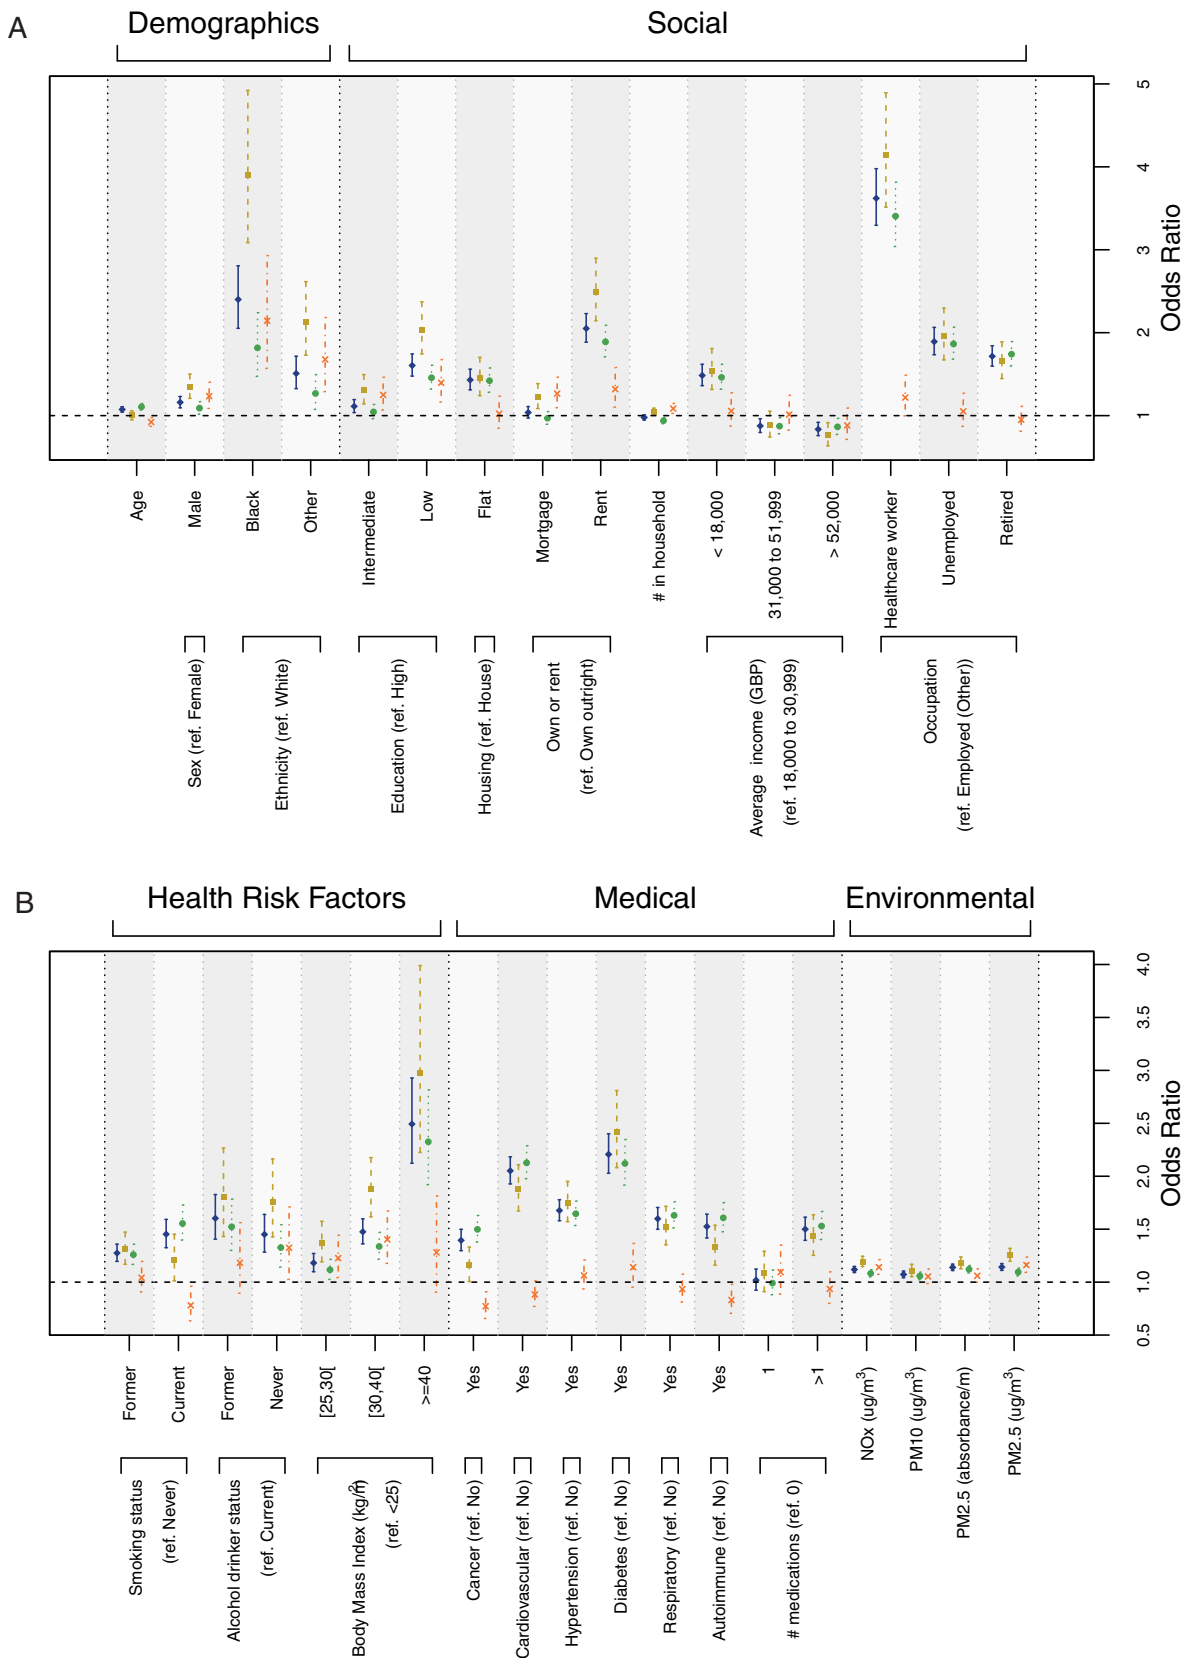 A
Demographics
Social
5
4
3
2
1
Odds Ratio
Age
Male
Black
Other
Intermediate
Low
Flat
Mortgage
Rent
# in household
< 18,000
31,000 to 51,999
> 52,000
Healthcare worker
Unemployed
Retired
Sex (ref. Female)
Ethnicity (ref. White)
Education (ref. High)
Housing (ref. House)
Own or rent
(ref. Own outright)
Average income (GBP)
(ref. 18,000 to 30,999)
Occupation
(ref. Employed (Other))
B
Health Risk Factors
Medical
Environmental
4.0
3.5
3.0
2.5
2.0
1.5
1.0
0.5
Odds Ratio
Former
Current
Former
Never
[25,30[
[30,40[
>=40
Yes
Yes
Yes
Yes
Yes
Yes
1
>1
NOx (ug/m³)
PM10 (ug/m³)
PM2.5 (absorbance/m)
PM2.5 (ug/m³)
Smoking status
(ref. Never)
Alcohol drinker status
(ref. Current)
Body Mass Index (kg/m²)
(ref. <25)
Cancer (ref. No)
Cardiovascular (ref. No)
Hypertension (ref. No)
Diabetes (ref. No)
Respiratory (ref. No)
Autoimmune (ref. No)
# medications (ref. 0)